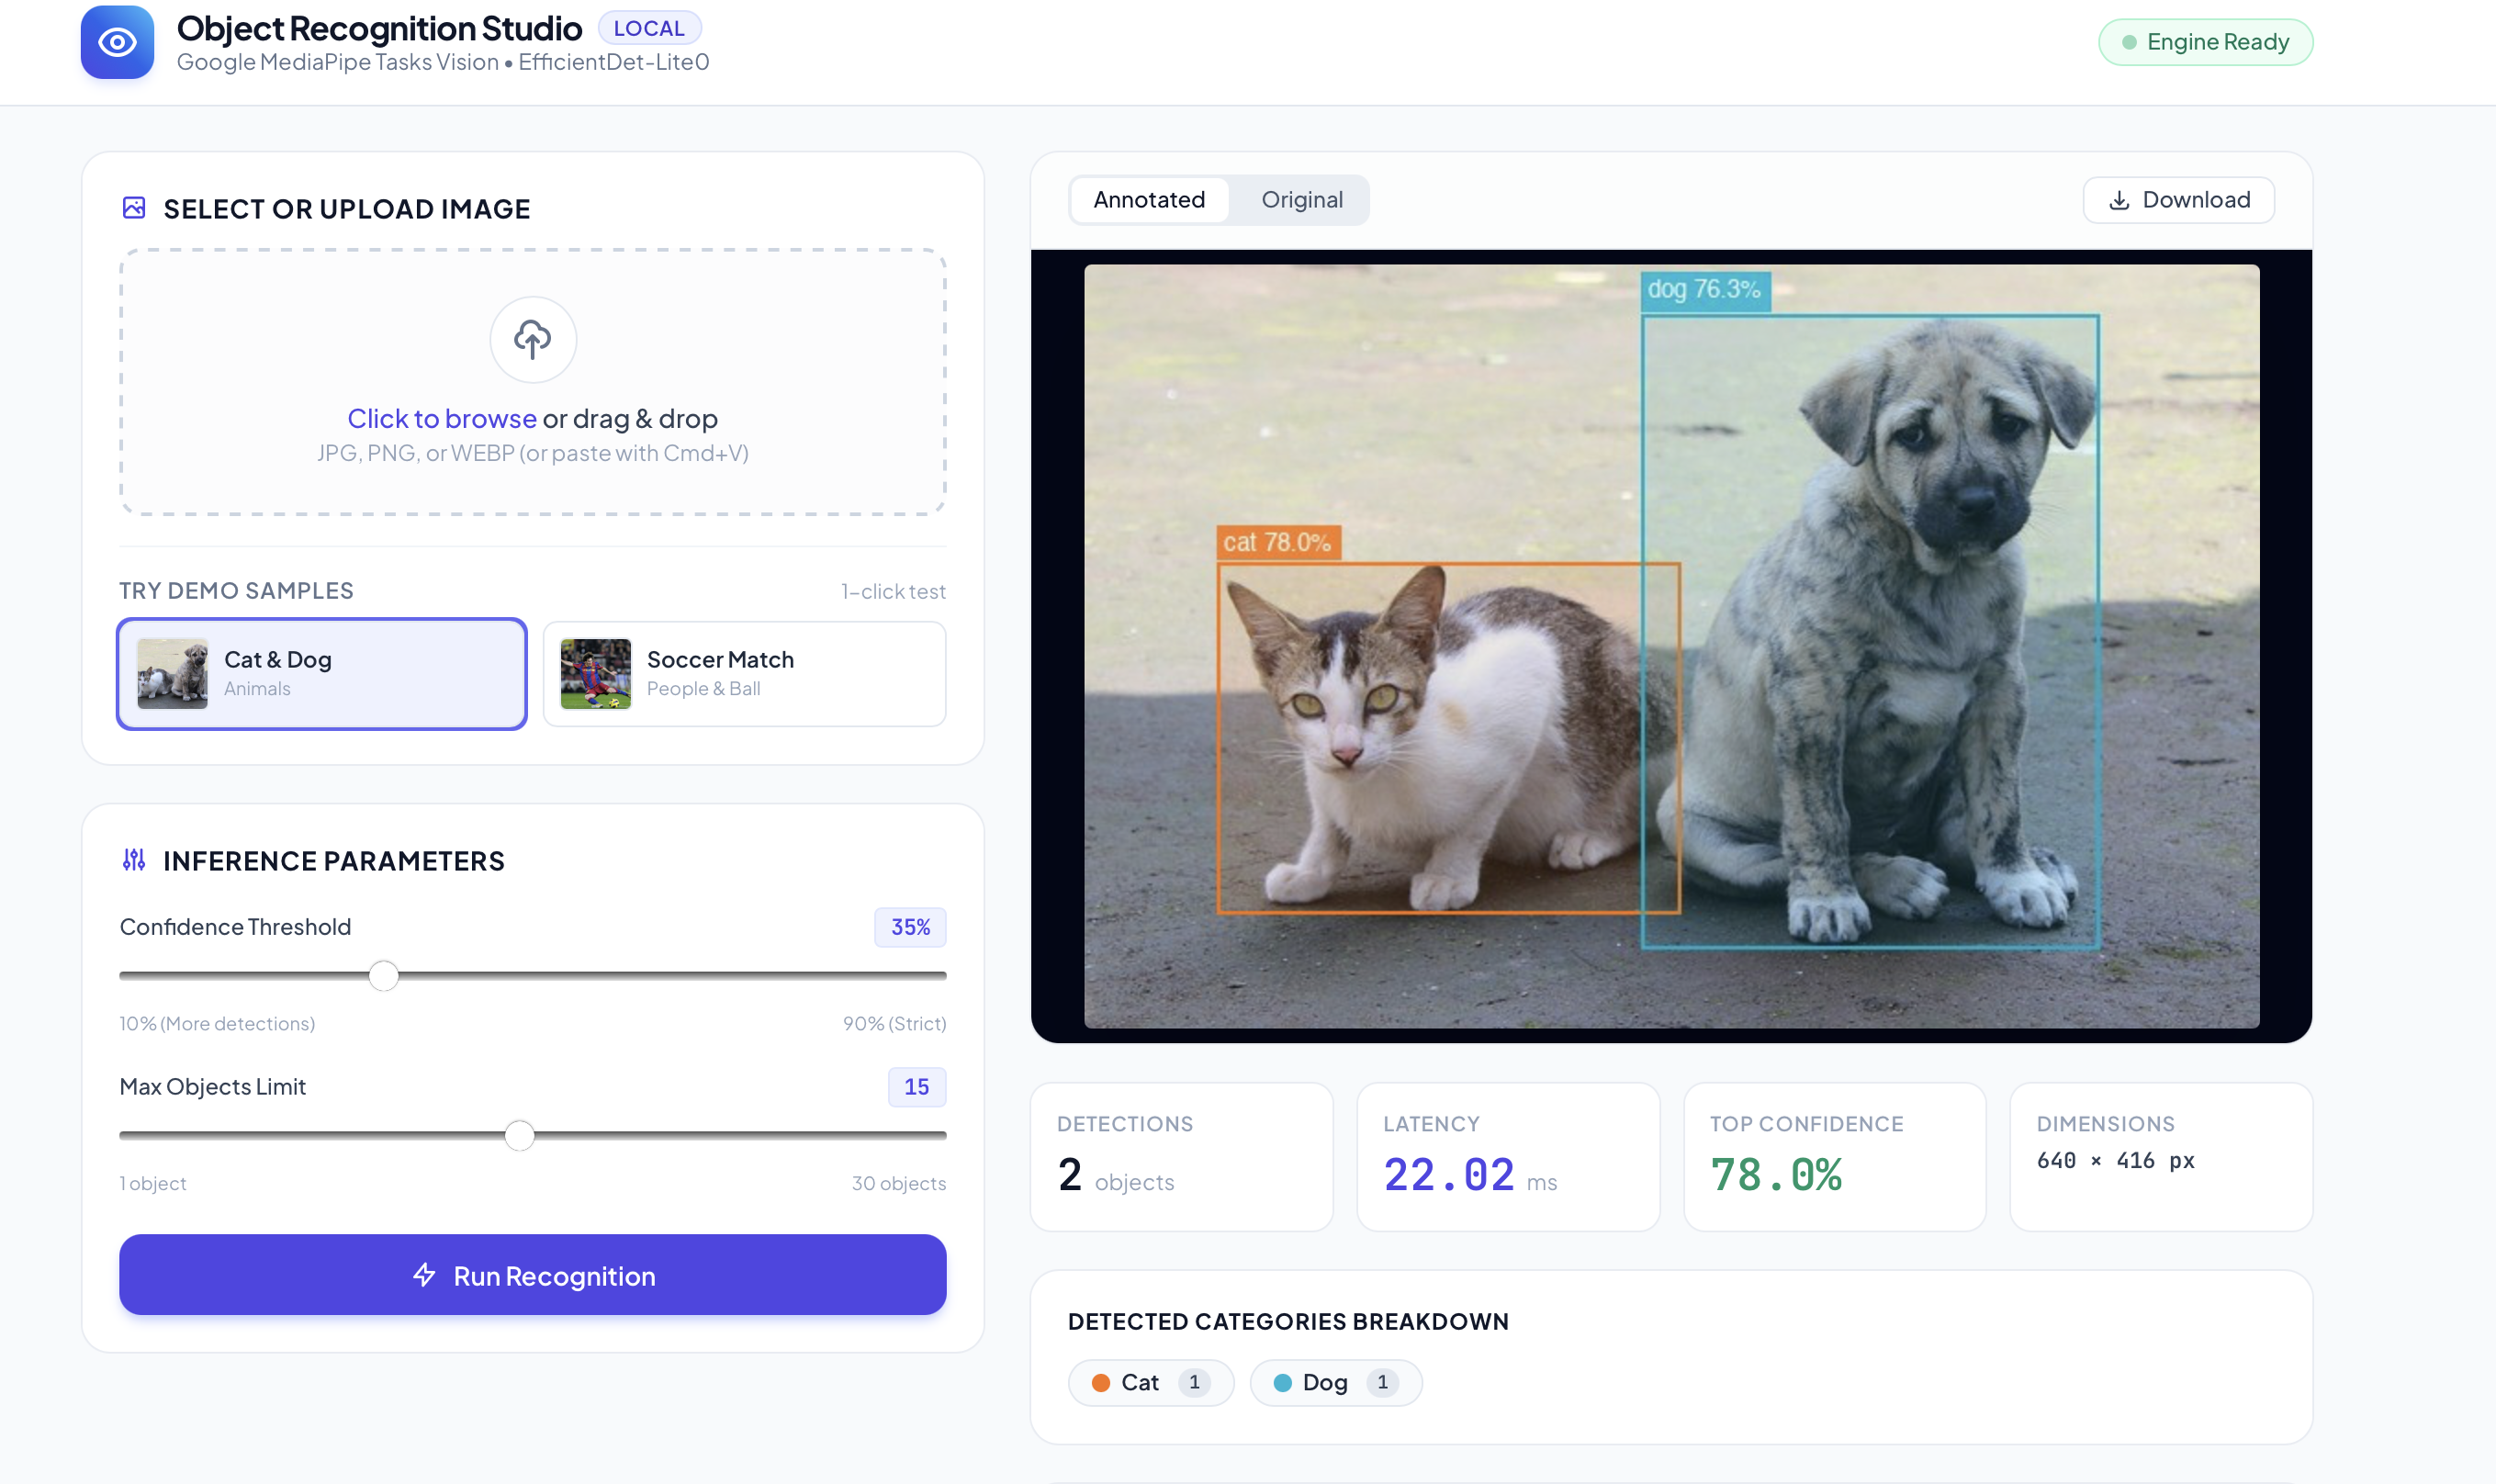 Object Recognition Studio LOCAL
Google MediaPipe Tasks Vision • EfficientDet-Lite0
Engine Ready
SELECT OR UPLOAD IMAGE
Click to browse or drag & drop
JPG, PNG, or WEBP (or paste with Cmd+V)
TRY DEMO SAMPLES
1-click test
Cat & Dog
Animals
Soccer Match
People & Ball
INFERENCE PARAMETERS
Confidence Threshold
35%
10% (More detections)
90% (Strict)
Max Objects Limit
15
1 object
30 objects
Run Recognition
Annotated
Original
Download
dog 76.3%
cat 78.0%
DETECTIONS
2 objects
LATENCY
22.02 ms
TOP CONFIDENCE
78.0%
DIMENSIONS
640 × 416 px
DETECTED CATEGORIES BREAKDOWN
Cat 1
Dog 1